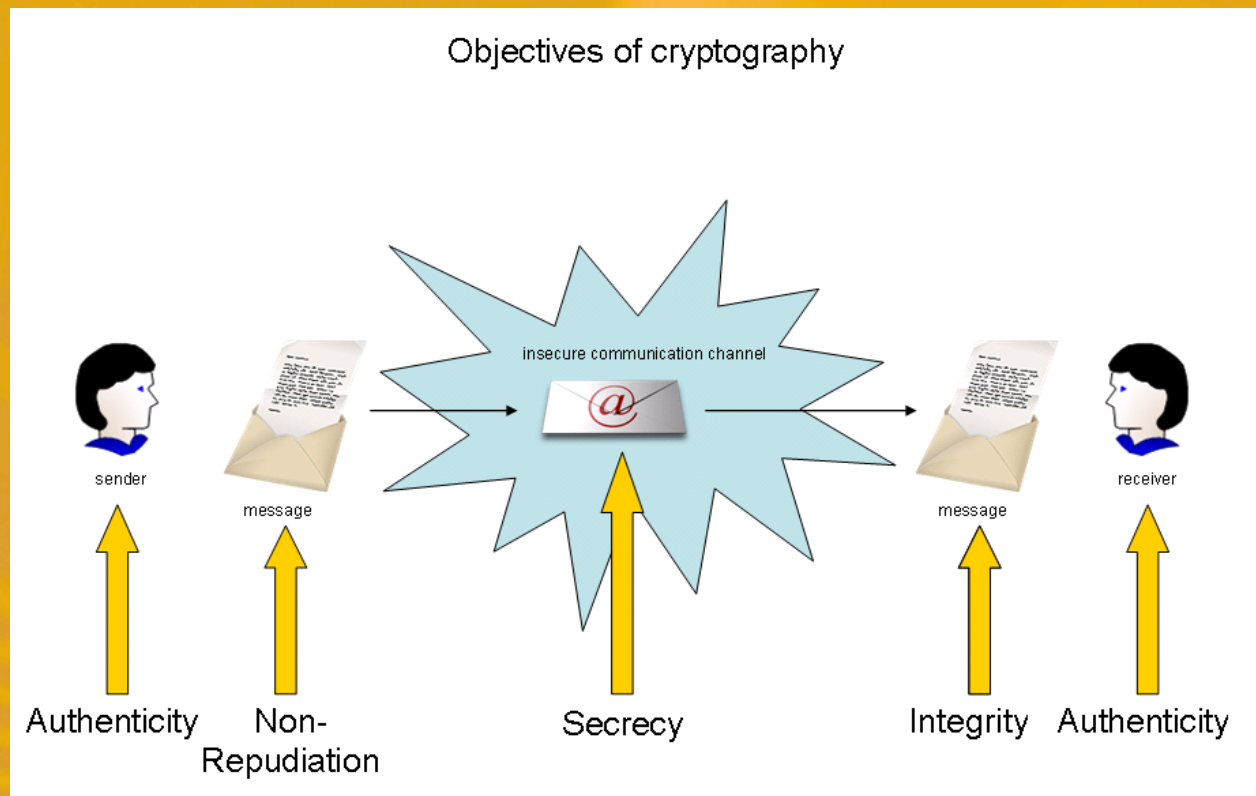 Objectives of cryptography
insecure communication channel
@
sender
message
message
receiver
Authenticity
Non-
Repudiation
Secrecy
Integrity
Authenticity